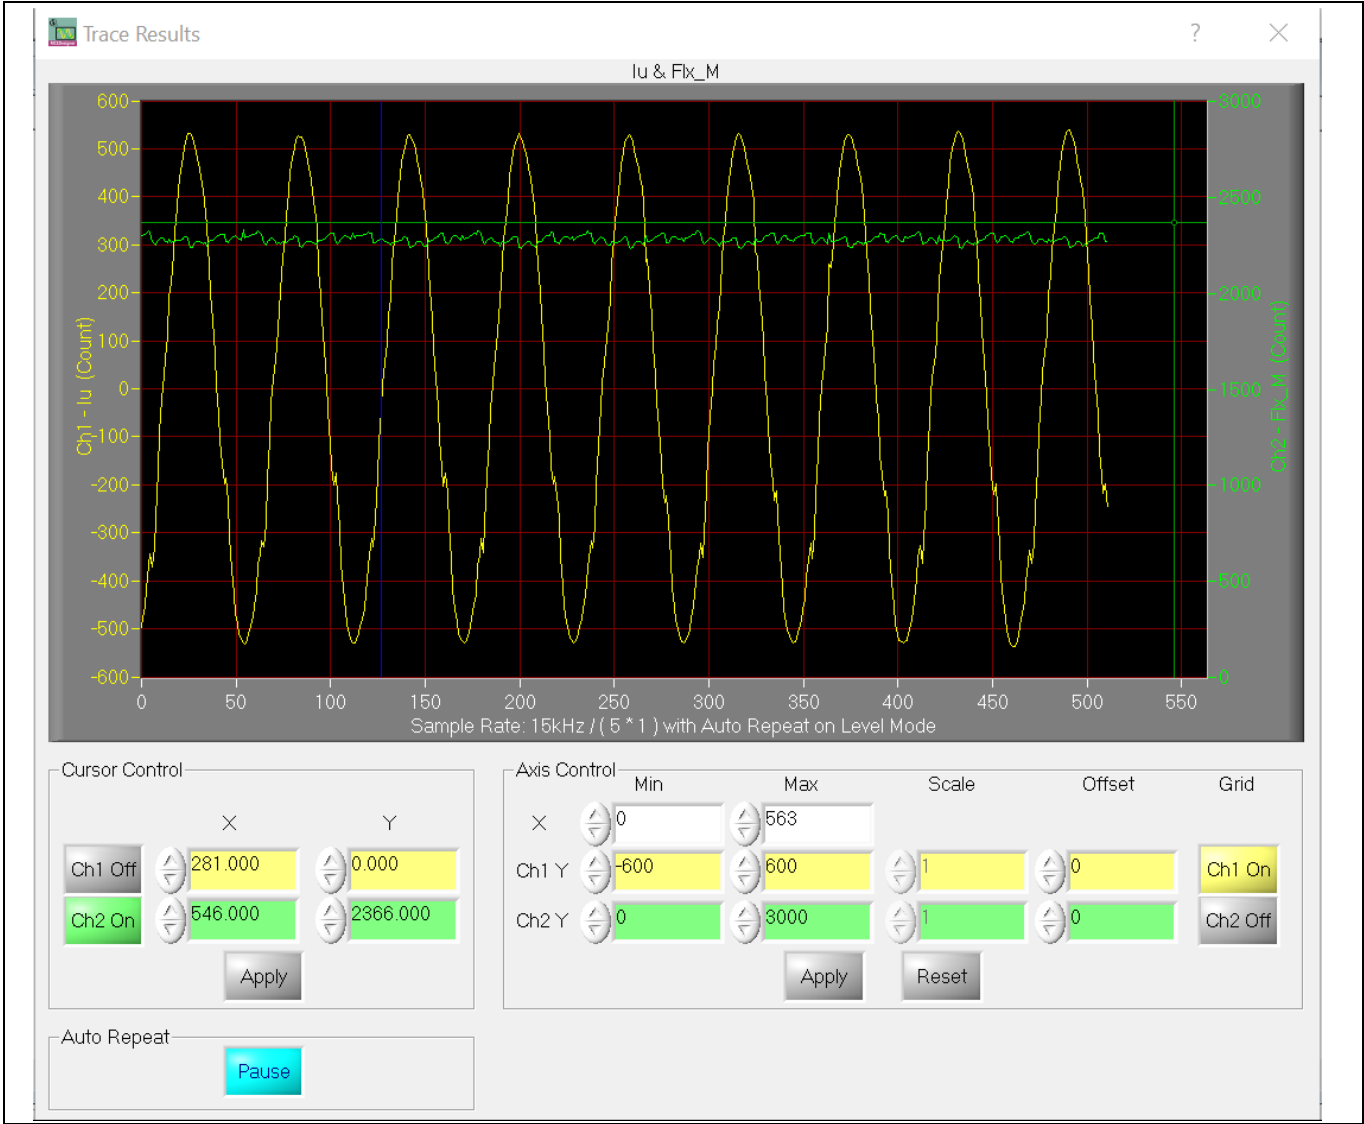 Trace Results
?
Iu & Flx_M
600
500
400
300
200
100
0
-100
-200
-300
-400
-500
-600
Ch1 - Iu (Count)
3000
2500
2000
1500
1000
500
0
Ch2 - Flx_M (Count)
0 50 100 150 200 250 300 350 400 450 500 550
Sample Rate: 15kHz / ( 5 * 1 ) with Auto Repeat on Level Mode
Cursor Control
X Y
Ch1 Off 281.000 0.000
Ch2 On 546.000 2366.000
Apply
Axis Control
Min Max Scale Offset Grid
X 0 563
Ch1 Y -600 600 1 0 Ch1 On
Ch2 Y 0 3000 1 0 Ch2 Off
Apply Reset
Auto Repeat
Pause